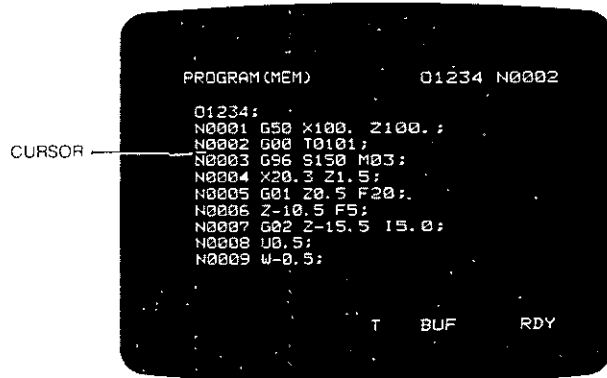 PROGRAM (MEM) O1234 N0002
O1234;
N0001 G50 X100. Z100.;
N0002 G00 T0101;
CURSOR
N0003 G96 S150 M03;
N0004 X20.3 Z1.5;
N0005 G01 Z0.5 F20;
N0006 Z-10.5 F5;
N0007 G02 Z-15.5 I5.0;
N0008 U0.5;
N0009 W-0.5;
T BUF RDY